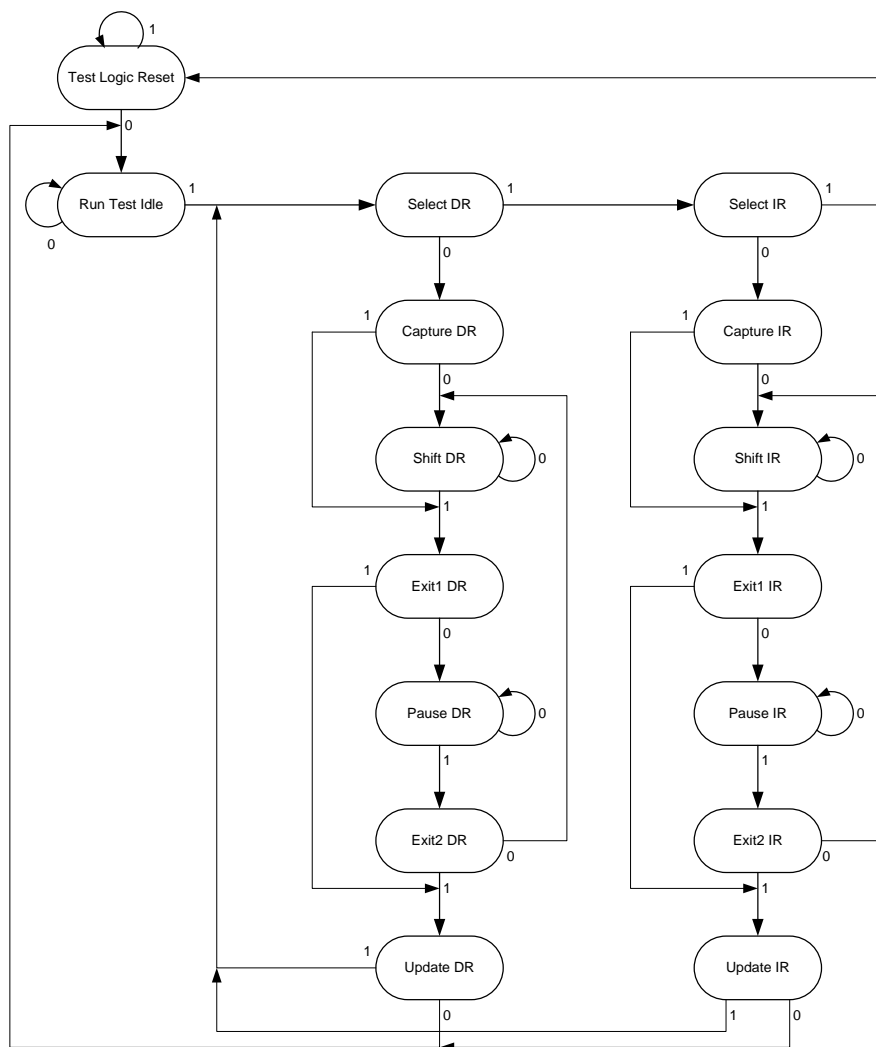 1
Test Logic Reset
0
Run Test Idle
1
0
Select DR
1
0
Select IR
1
0
1
Capture DR
0
1
Capture IR
0
Shift DR
0
1
Shift IR
0
1
1
Exit1 DR
0
1
Exit1 IR
0
Pause DR
0
1
Pause IR
0
1
Exit2 DR
0
1
Exit2 IR
0
1
1
Update DR
0
Update IR
1
0